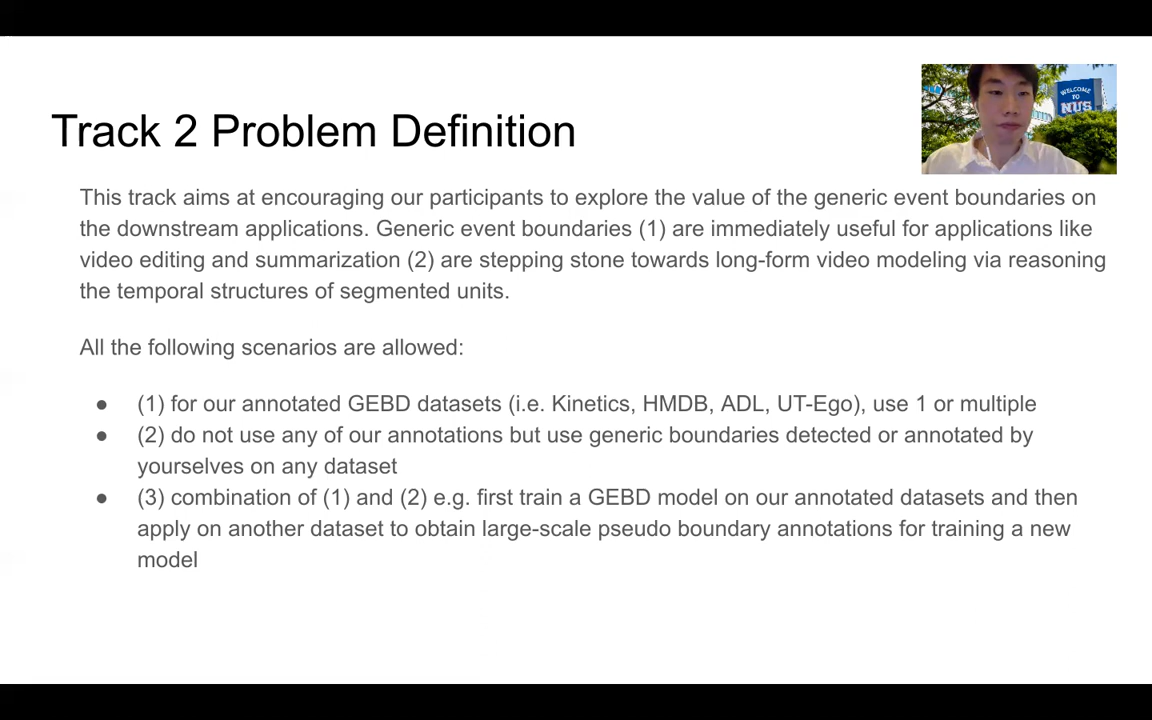 WELCOME
TO
NUS
Track 2 Problem Definition
This track aims at encouraging our participants to explore the value of the generic event boundaries on
the downstream applications. Generic event boundaries (1) are immediately useful for applications like
video editing and summarization (2) are stepping stone towards long-form video modeling via reasoning
the temporal structures of segmented units.
All the following scenarios are allowed:
● (1) for our annotated GEBD datasets (i.e. Kinetics, HMDB, ADL, UT-Ego), use 1 or multiple
● (2) do not use any of our annotations but use generic boundaries detected or annotated by
yourselves on any dataset
● (3) combination of (1) and (2) e.g. first train a GEBD model on our annotated datasets and then
apply on another dataset to obtain large-scale pseudo boundary annotations for training a new
model